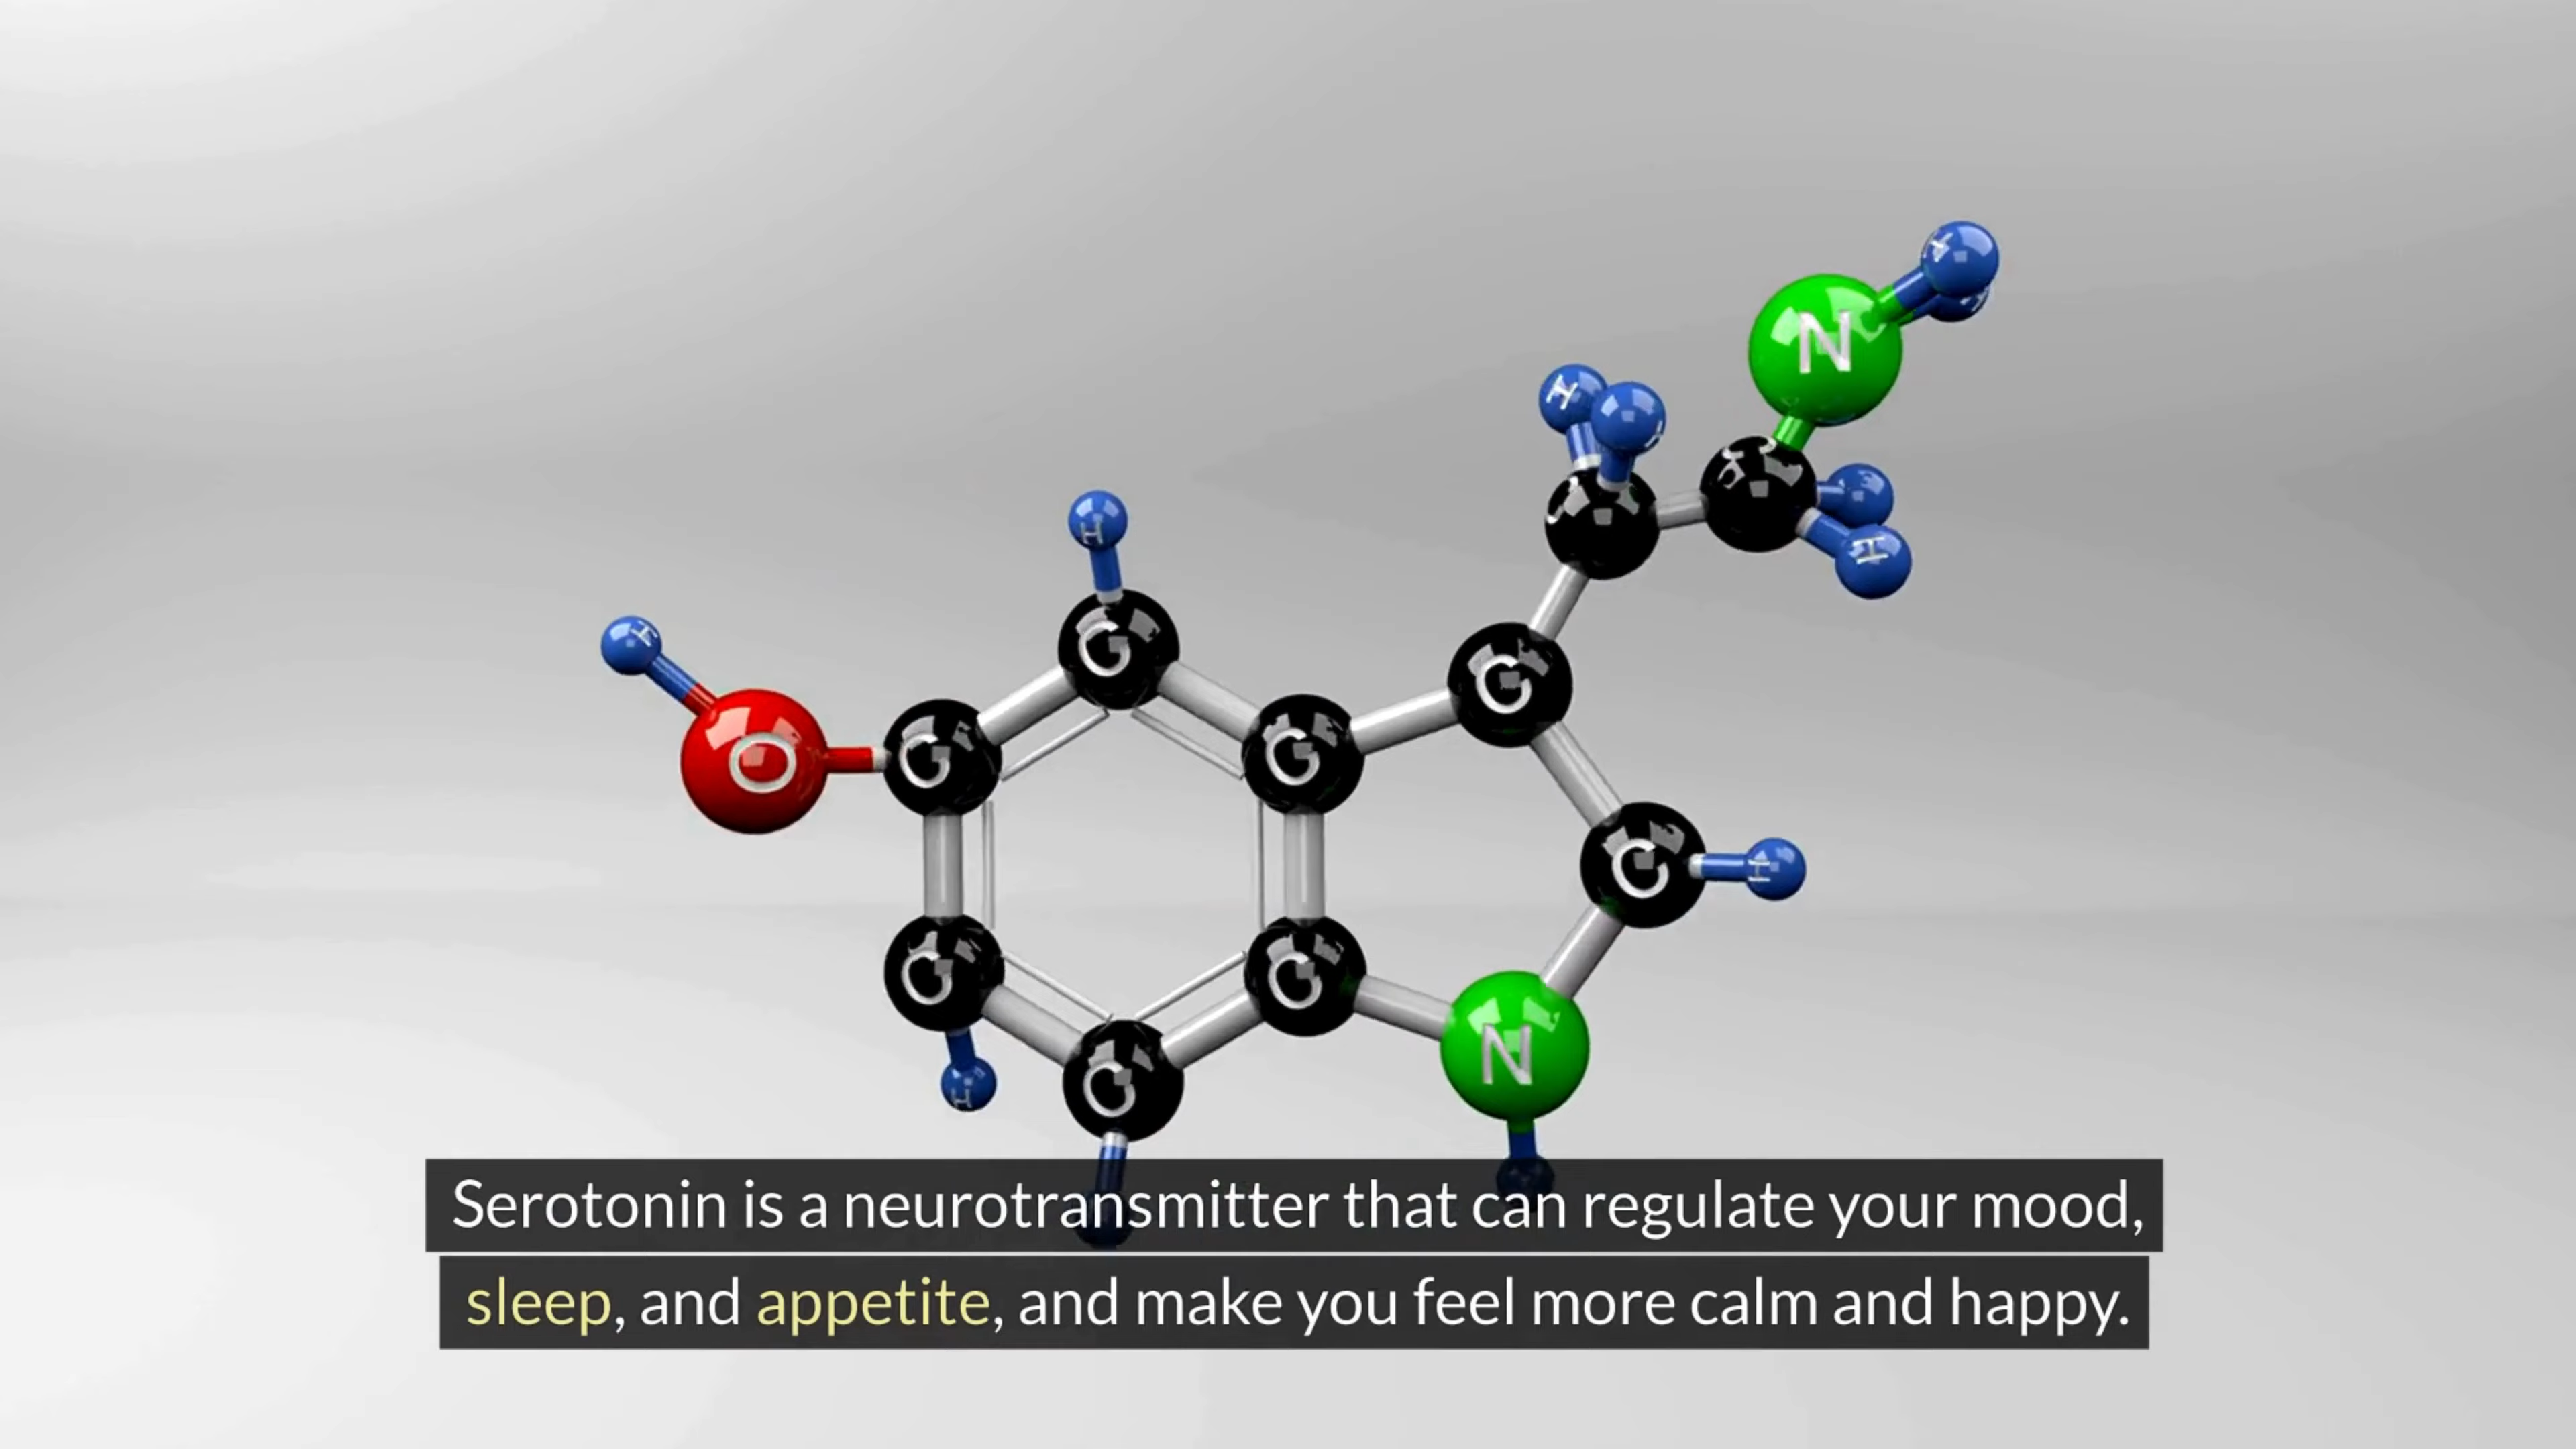 H
N
H
H
H
H
H
C
C
H
O
C
C
C
C
H
C
C
N
H
Serotonin is a neurotransmitter that can regulate your mood,
sleep, and appetite, and make you feel more calm and happy.